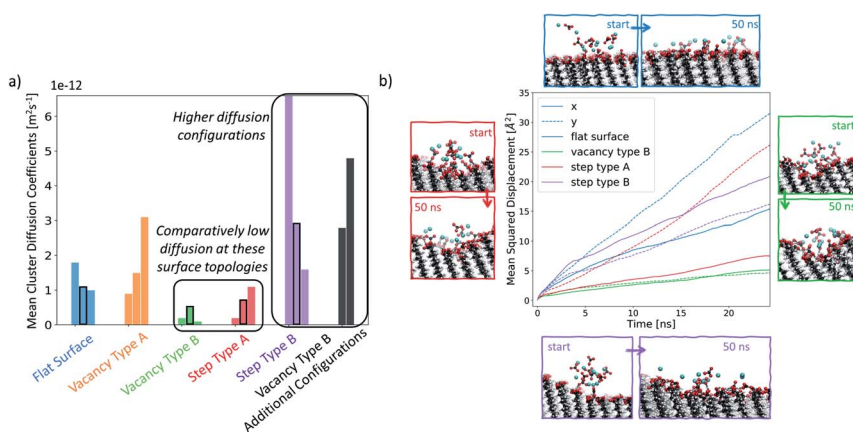 a)
1e-12
Mean Cluster Diffusion Coefficients [m²s⁻¹]
6
5
4
3
2
1
0
Higher diffusion
configurations
Comparatively low
diffusion at these
surface topologies
Flat Surface
Vacancy Type A
Vacancy Type B
Step Type A
Step Type B
Vacancy Type B
Additional Configurations
b)
start
50 ns
start
50 ns
Mean Squared Displacement [Å²]
35
30
25
20
15
10
5
0
x
y
flat surface
vacancy type B
step type A
step type B
0
5
10
15
20
Time [ns]
start
50 ns
start
50 ns